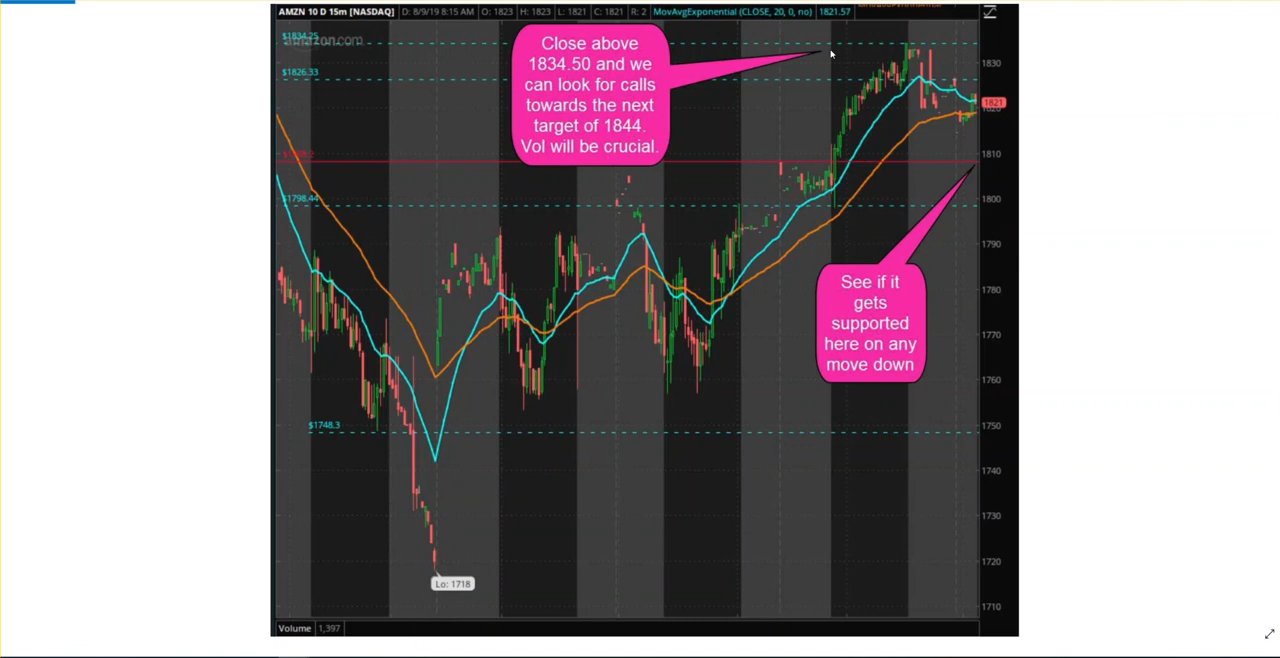 AMZN 10 D 15m [NASDAQ] D: 8/9/19 8:15 AM O: 1823 H: 1823 L: 1821 C: 1821 R: 2 MovAvgExponential (CLOSE, 20, 0, no) 1821.57
$1834.25
amazon.com
$1826.33
Close above
1834.50 and we
can look for calls
towards the next
target of 1844.
Vol will be crucial.
1830
1821
1820
1810
$1798.44
1800
1790
1780
See if it
gets
supported
here on any
move down
1770
1760
1750
$1748.3
1740
1730
1720
Lo: 1718
1710
Volume 1,397